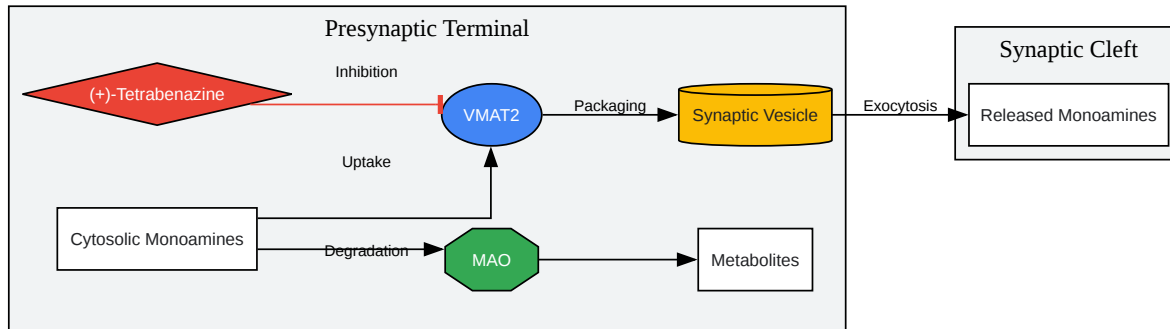 Presynaptic Terminal
Synaptic Cleft
Inhibition
(+)-Tetrabenazine
VMAT2
Packaging
Synaptic Vesicle
Exocytosis
Released Monoamines
Uptake
Cytosolic Monoamines
Degradation
MAO
Metabolites